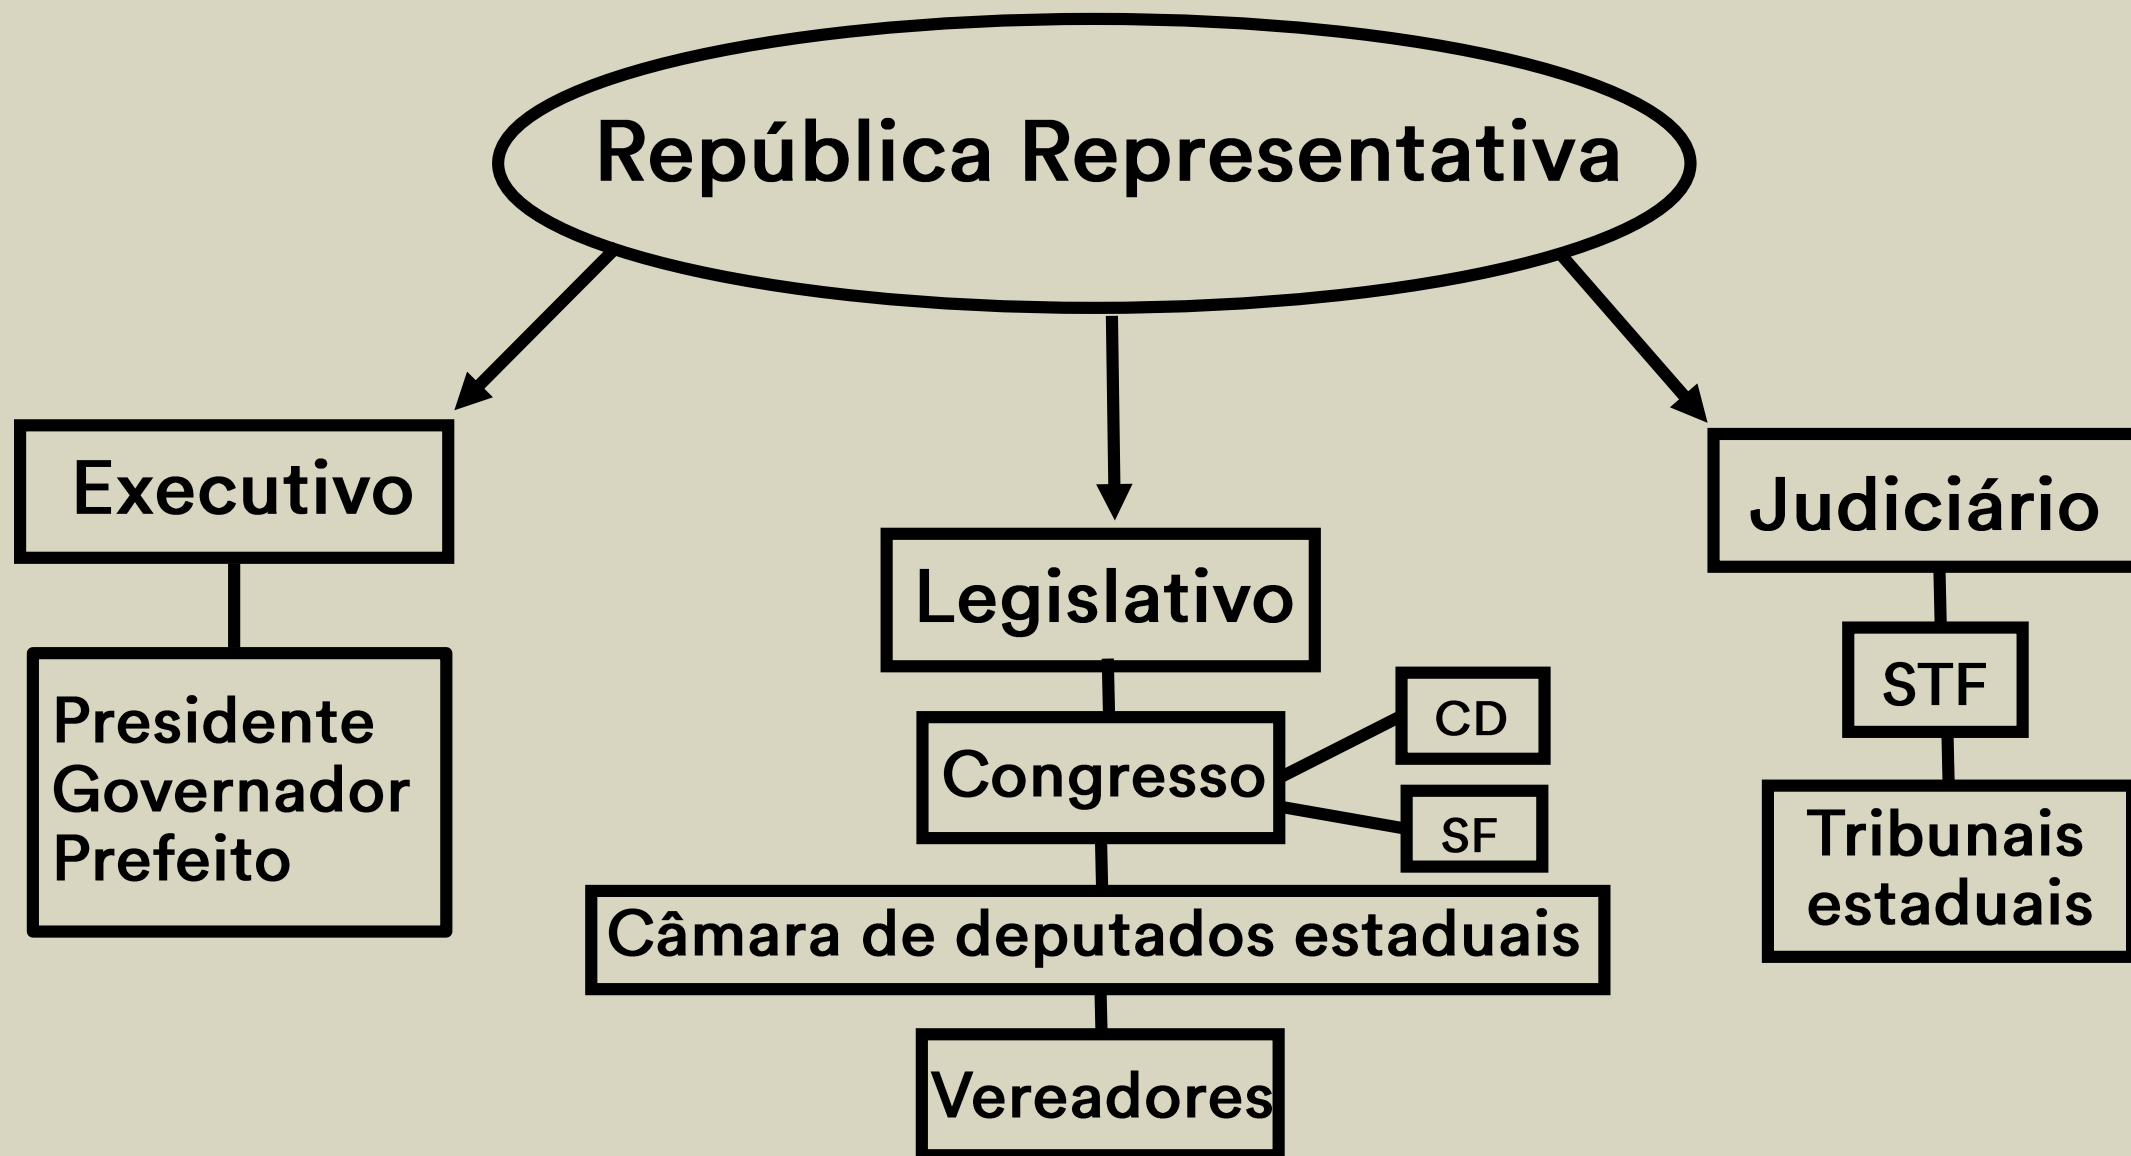 República Representativa
Executivo
Presidente
Governador
Prefeito
Legislativo
Congresso
CD
SF
Câmara de deputados estaduais
Vereadores
Judiciário
STF
Tribunais
estaduais